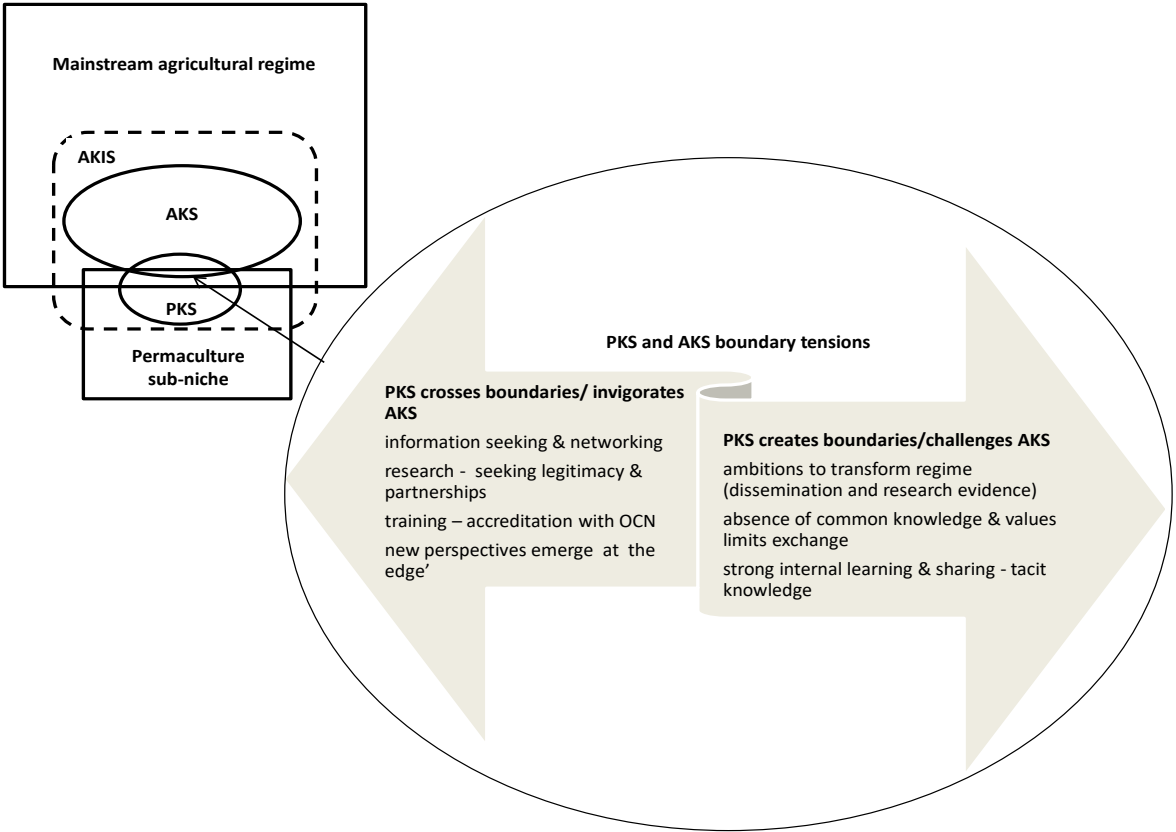 Mainstream agricultural regime
AKIS
AKS
PKS
Permaculture
sub-niche
PKS and AKS boundary tensions
PKS crosses boundaries/ invigorates
AKS
information seeking & networking
research -  seeking legitimacy &
partnerships
training – accreditation with OCN
new perspectives emerge  at  the
edge’
PKS creates boundaries/challenges AKS
ambitions to transform regime
(dissemination and research evidence)
absence of common knowledge & values
limits exchange
strong internal learning & sharing - tacit
knowledge